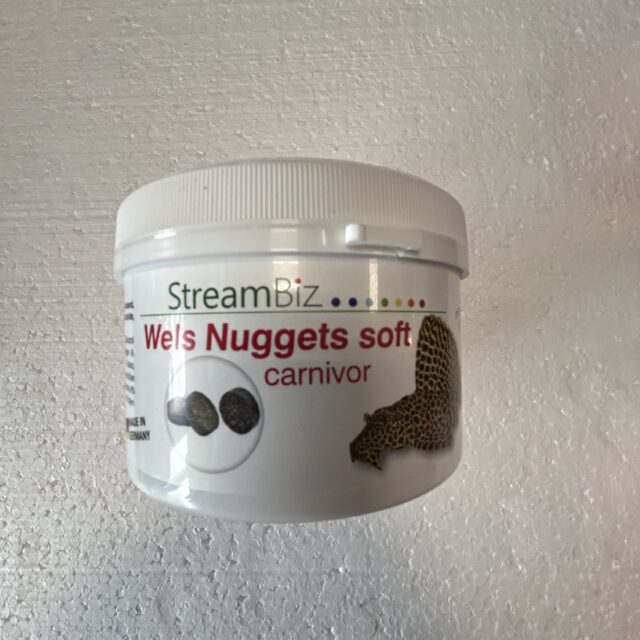 StreamBiz
Wels Nuggets soft
carnivor
MADE IN
GERMANY